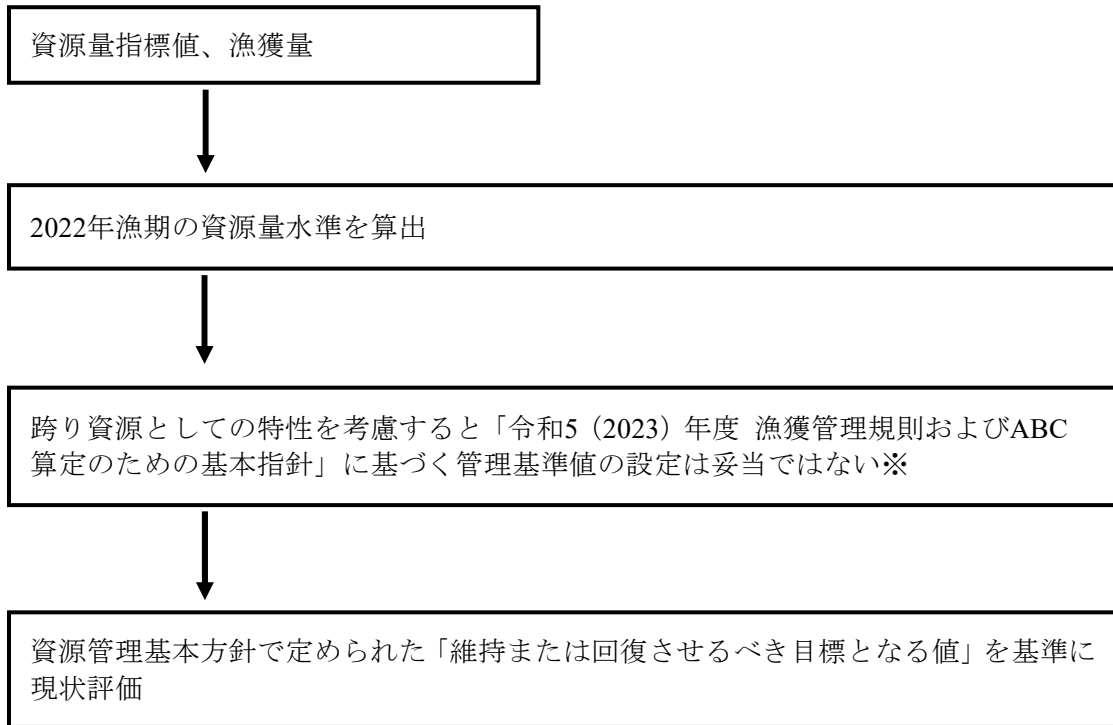 資源量指標値、漁獲量
2022年漁期の資源量水準を算出
跨り資源としての特性を考慮すると「令和5（2023）年度 漁獲管理規則およびABC
算定のための基本指針」に基づく管理基準値の設定は妥当ではない※
資源管理基本方針で定められた「維持または回復させるべき目標となる値」を基準に
現状評価